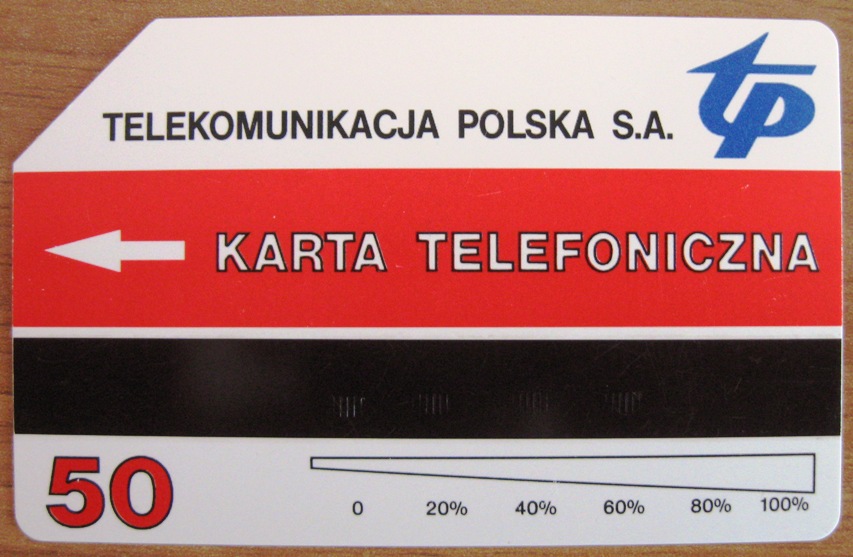 TELEKOMUNIKACJA POLSKA S.A.
tp
KARTA TELEFONICZNA
50
0 20% 40% 60% 80% 100%